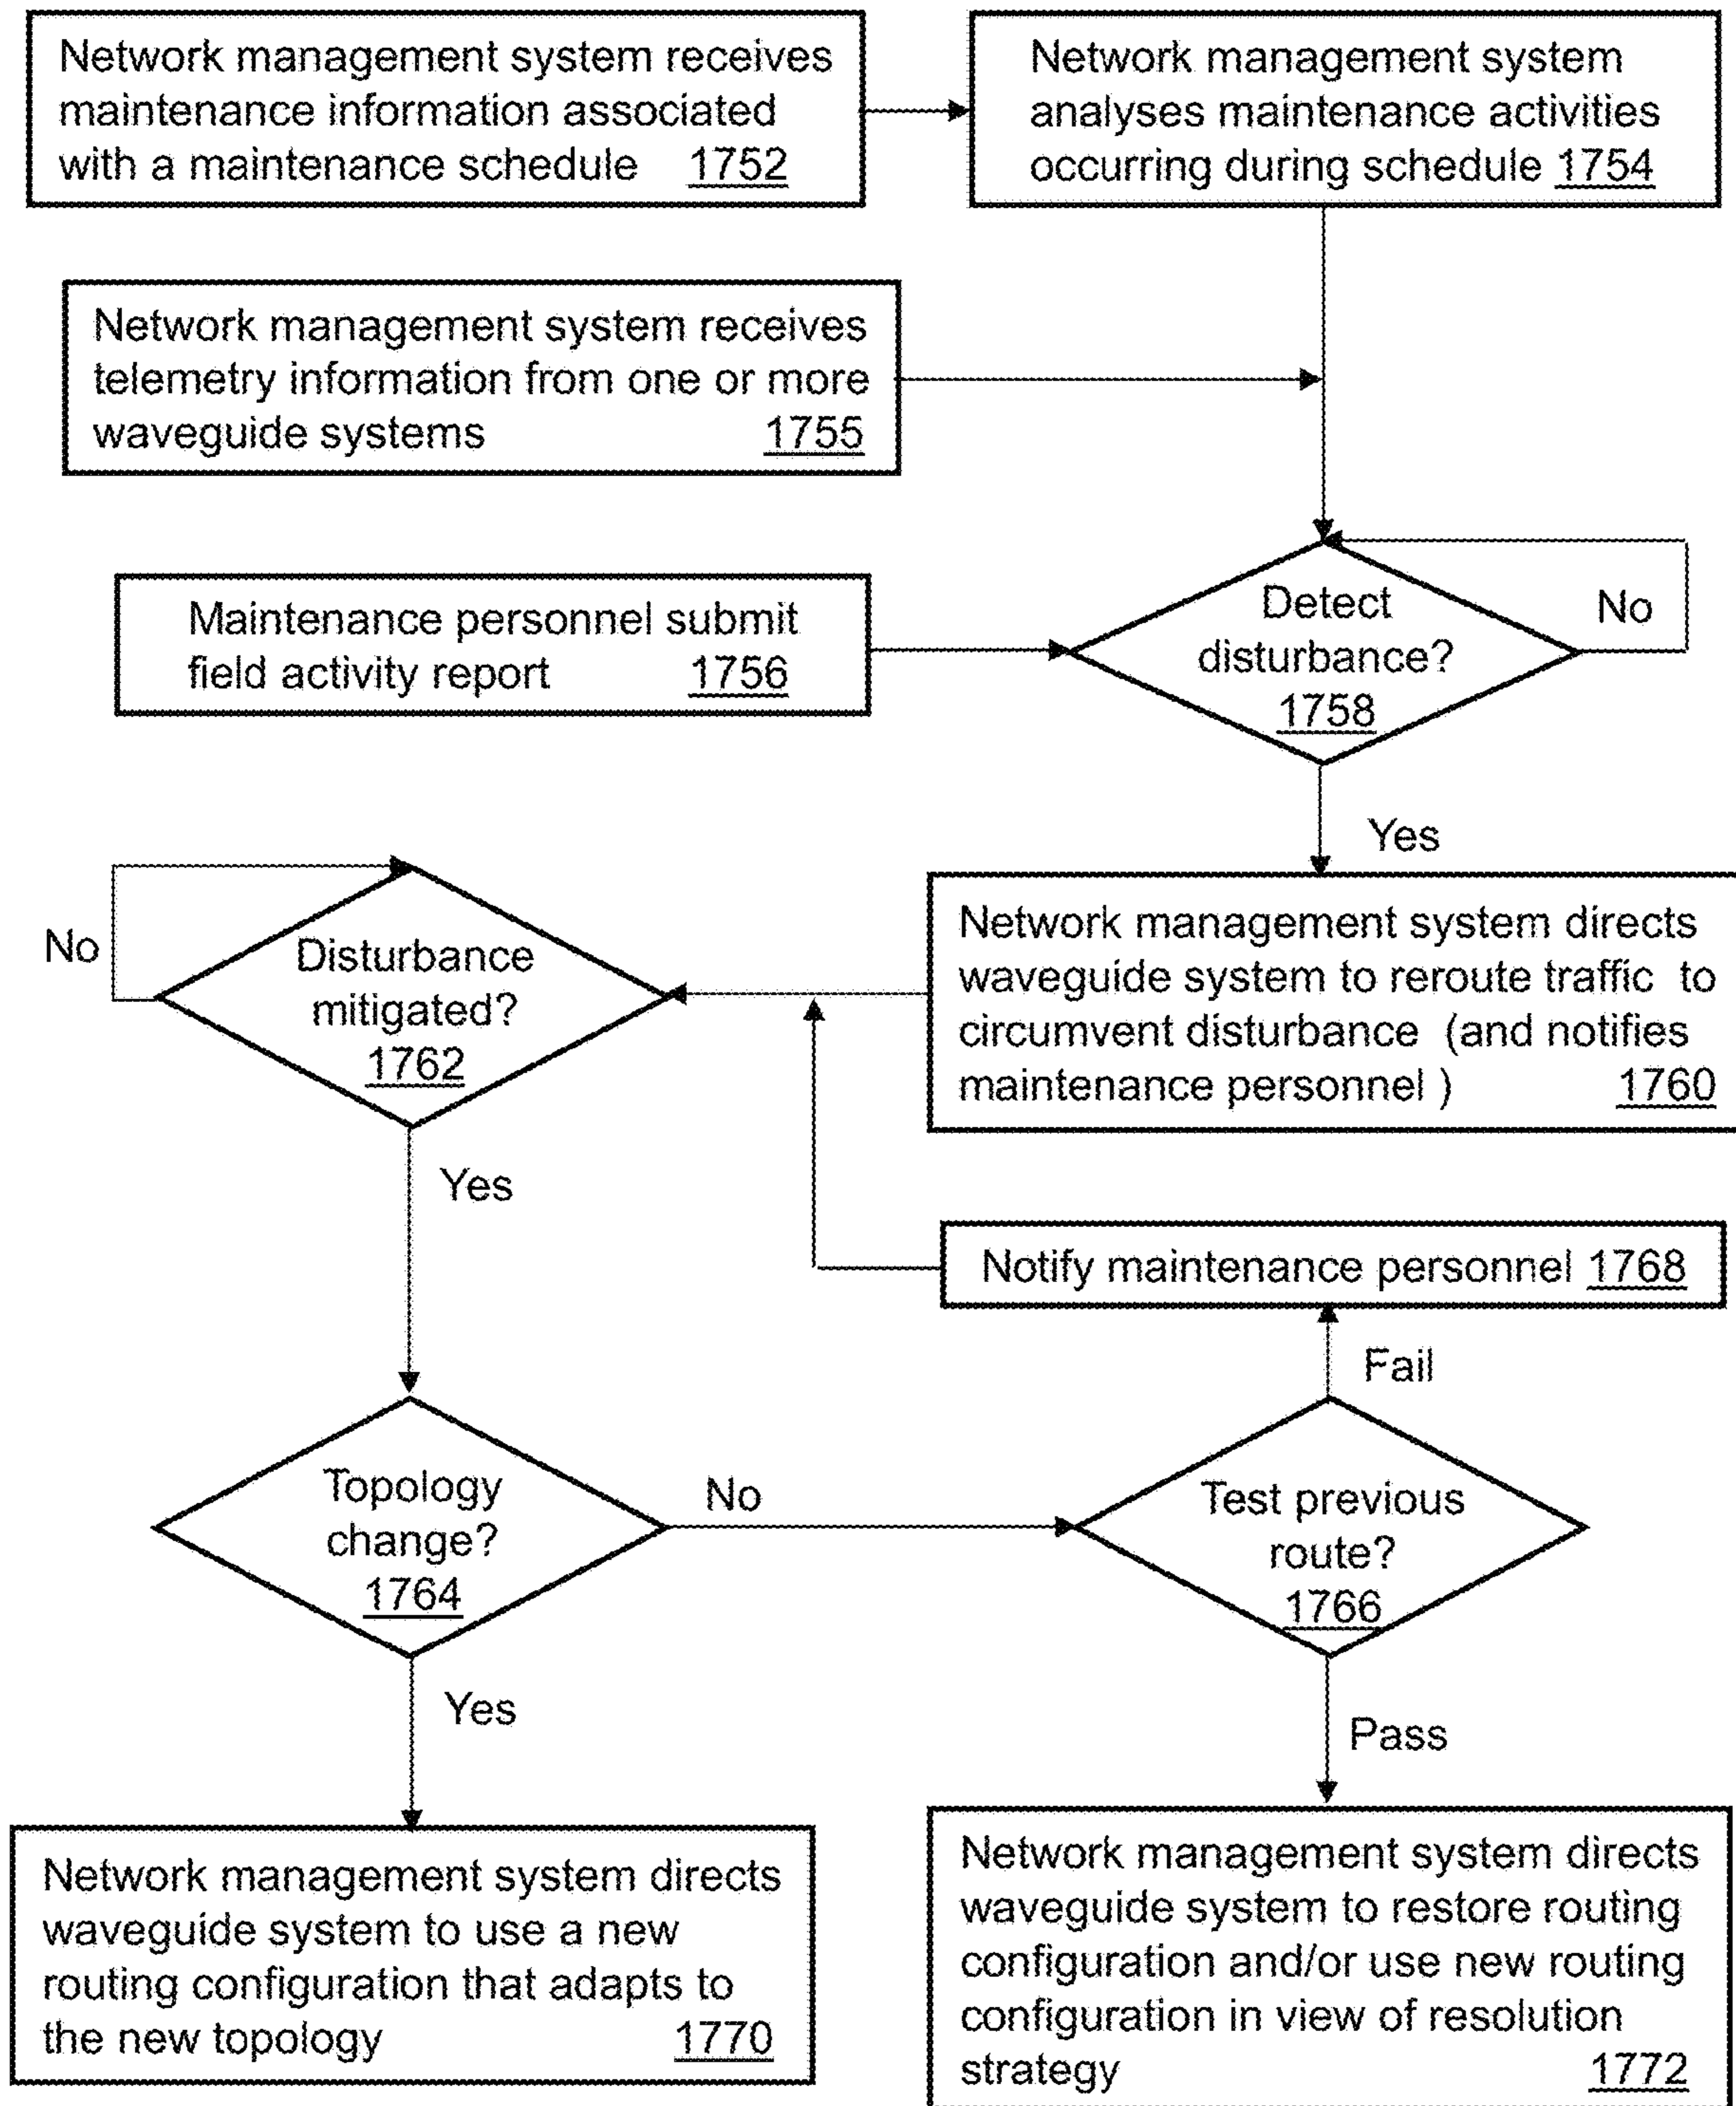 Network management system receives
maintenance information associated
with a maintenance schedule 1752
Network management system
analyses maintenance activities
occurring during schedule 1754
Network management system receives
telemetry information from one or more
waveguide systems 1755
Maintenance personnel submit
field activity report 1756
Detect
disturbance?
1758
No
Yes
Network management system directs
waveguide system to reroute traffic to
circumvent disturbance (and notifies
maintenance personnel ) 1760
No
Disturbance
mitigated?
1762
Yes
Notify maintenance personnel 1768
Fail
Topology
change?
1764
No
Test previous
route?
1766
Yes
Pass
Network management system directs
waveguide system to use a new
routing configuration that adapts to
the new topology 1770
Network management system directs
waveguide system to restore routing
configuration and/or use new routing
configuration in view of resolution
strategy 1772